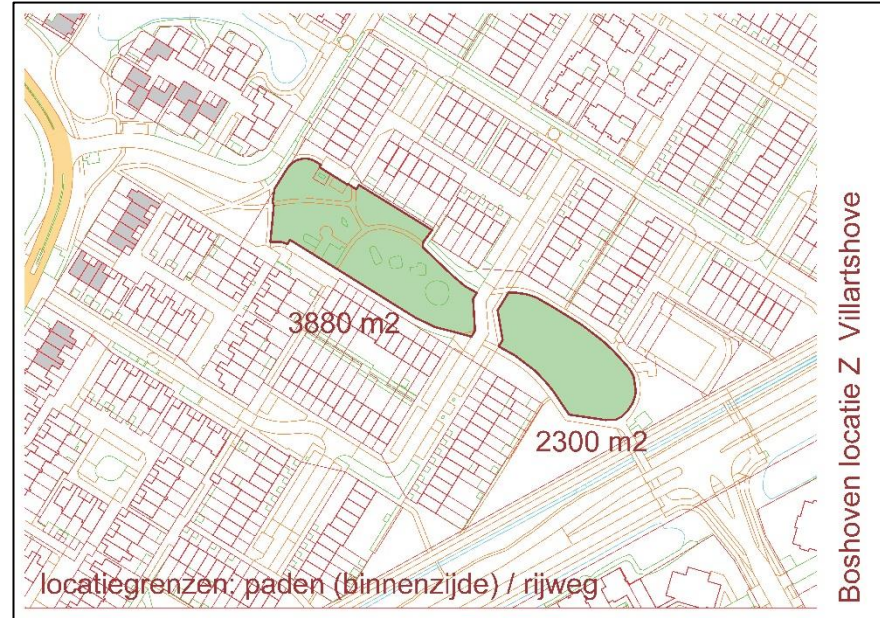 3880 m2
2300 m2
locatiegrenzen: paden (binnenzijde) / rijweg
Boshoven locatie Z Villartshove